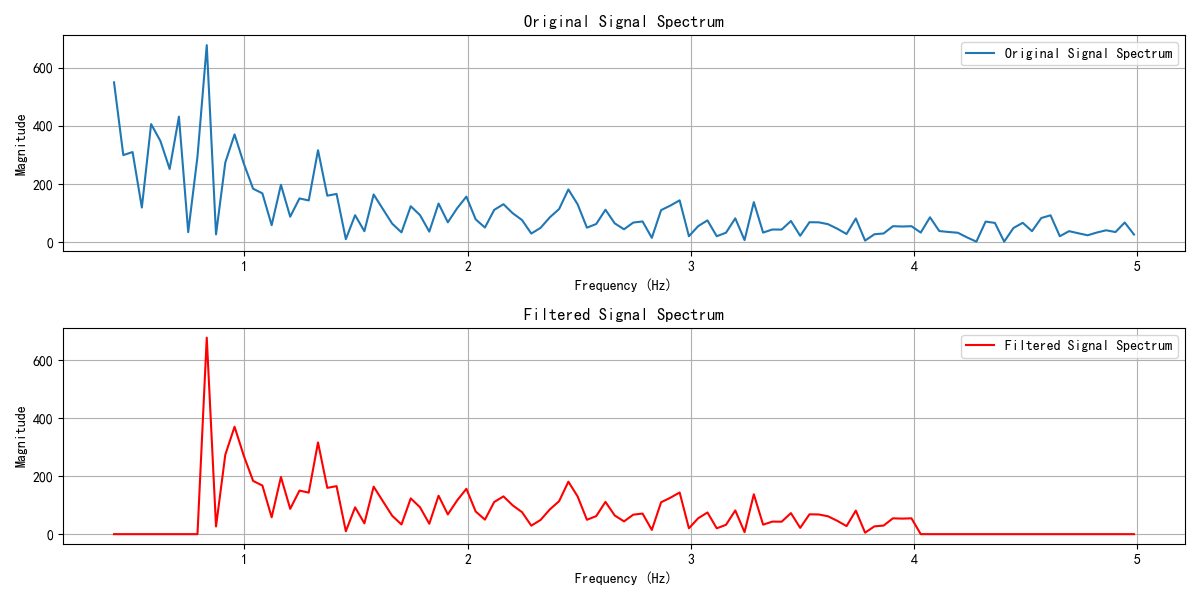 Original Signal Spectrum
Original Signal Spectrum
Magnitude
600
400
200
0
1
2
3
4
5
Frequency (Hz)
Filtered Signal Spectrum
Filtered Signal Spectrum
Magnitude
600
400
200
0
1
2
3
4
5
Frequency (Hz)